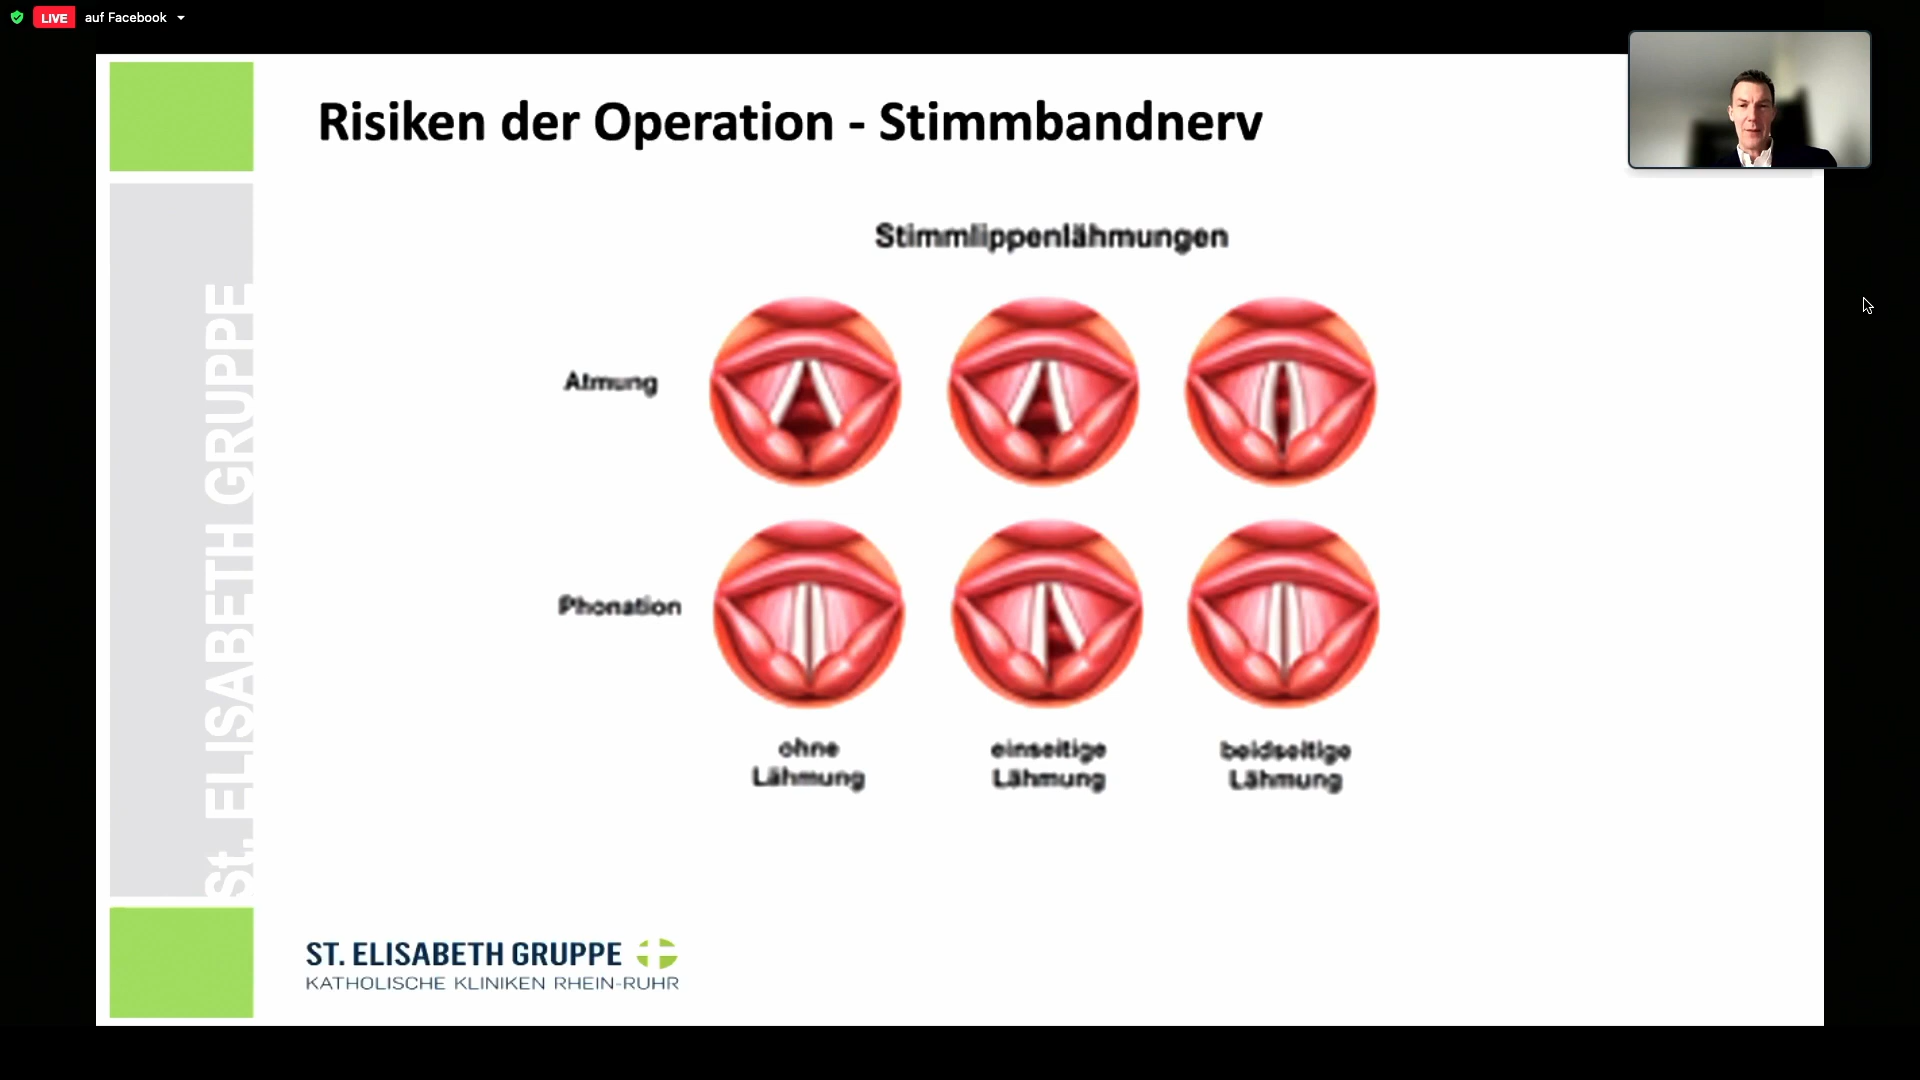 LIVE auf Facebook
Risiken der Operation - Stimmbandnerv
Stimmlippenlähmungen
Atmung
Phonation
ohne Lähmung
einseitige Lähmung
beidseitige Lähmung
St. ELISABETH GRUPPE
ST. ELISABETH GRUPPE
KATHOLISCHE KLINIKEN RHEIN-RUHR